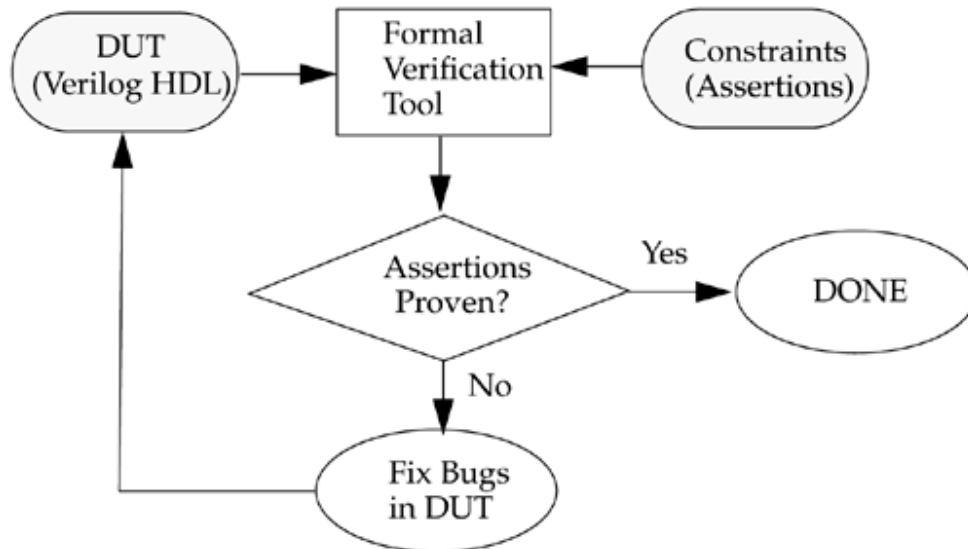 DUT
(Verilog HDL)
Formal
Verification
Tool
Constraints
(Assertions)
Assertions
Proven?
Yes
DONE
No
Fix Bugs
in DUT